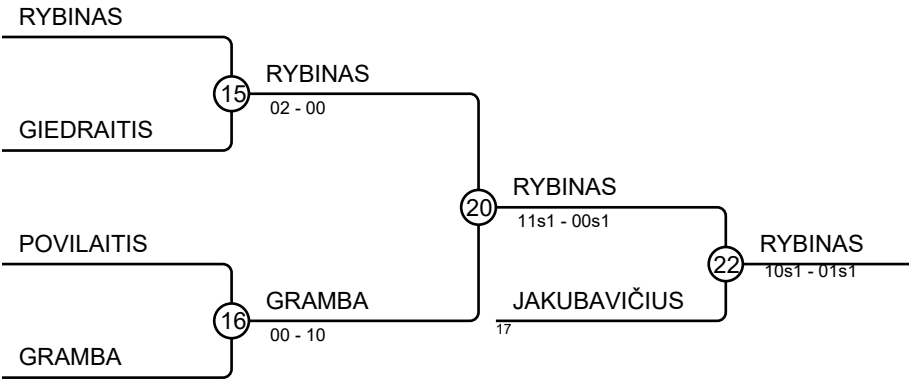 RYBINAS
15
RYBINAS
02 - 00
GIEDRAITIS
20
RYBINAS
11s1 - 00s1
POVILAITIS
16
GRAMBA
00 - 10
GRAMBA
22
RYBINAS
10s1 - 01s1
JAKUBAVIČIUS
17